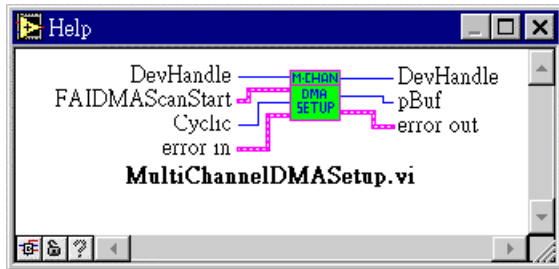 Help
DevHandle M-CHAN DevHandle
FAIDMAScanStart DMA pBuf
Cyclic SETUP error out
error in
MultiChannelDMASetup.vi
?